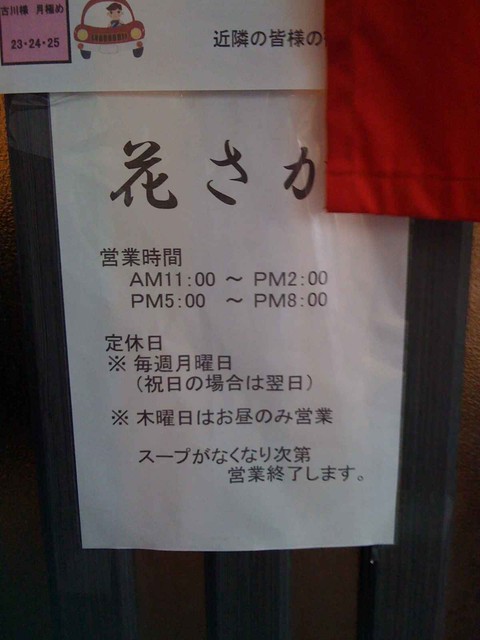 古川様 月極め
23・24・25
近隣の皆様の
花さか
営業時間
AM11:00 ～ PM2:00
PM5:00 ～ PM8:00
定休日
※ 毎週月曜日
(祝日の場合は翌日)
※ 木曜日はお昼のみ営業
スープがなくなり次第
営業終了します。